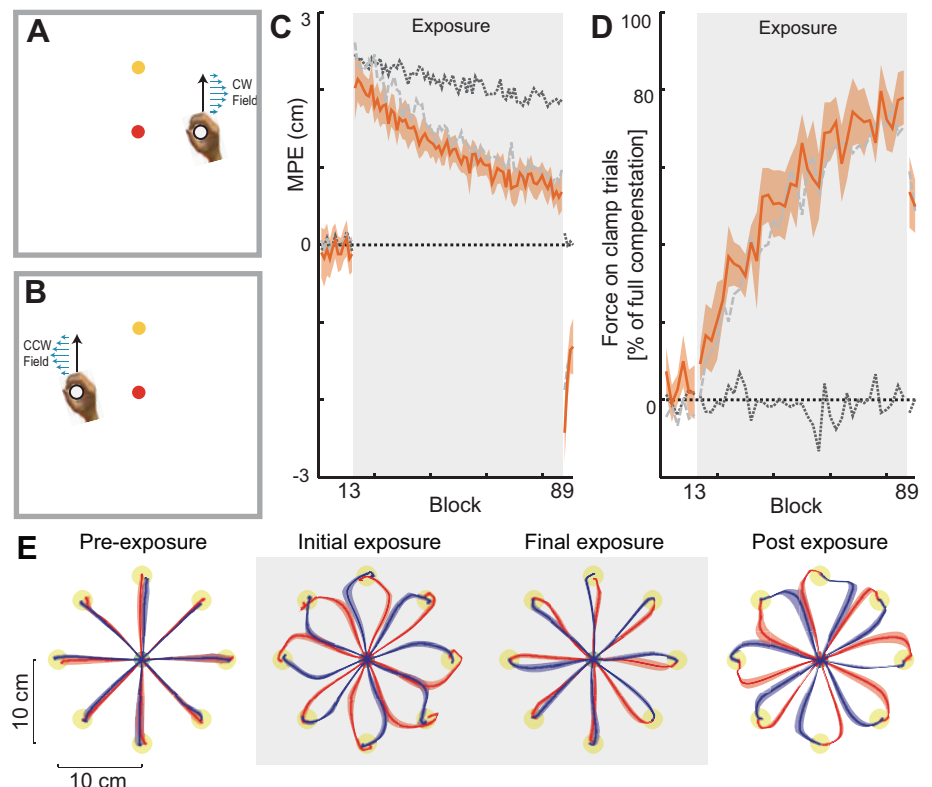 A
CW
Field
B
CCW
Field
C
3
Exposure
MPE (cm)
0
-3
13
89
Block
D
100
Exposure
80
Force on clamp trials
[% of full compenstation]
0
13
89
Block
E
Pre-exposure
Initial exposure
Final exposure
Post exposure
10 cm
10 cm